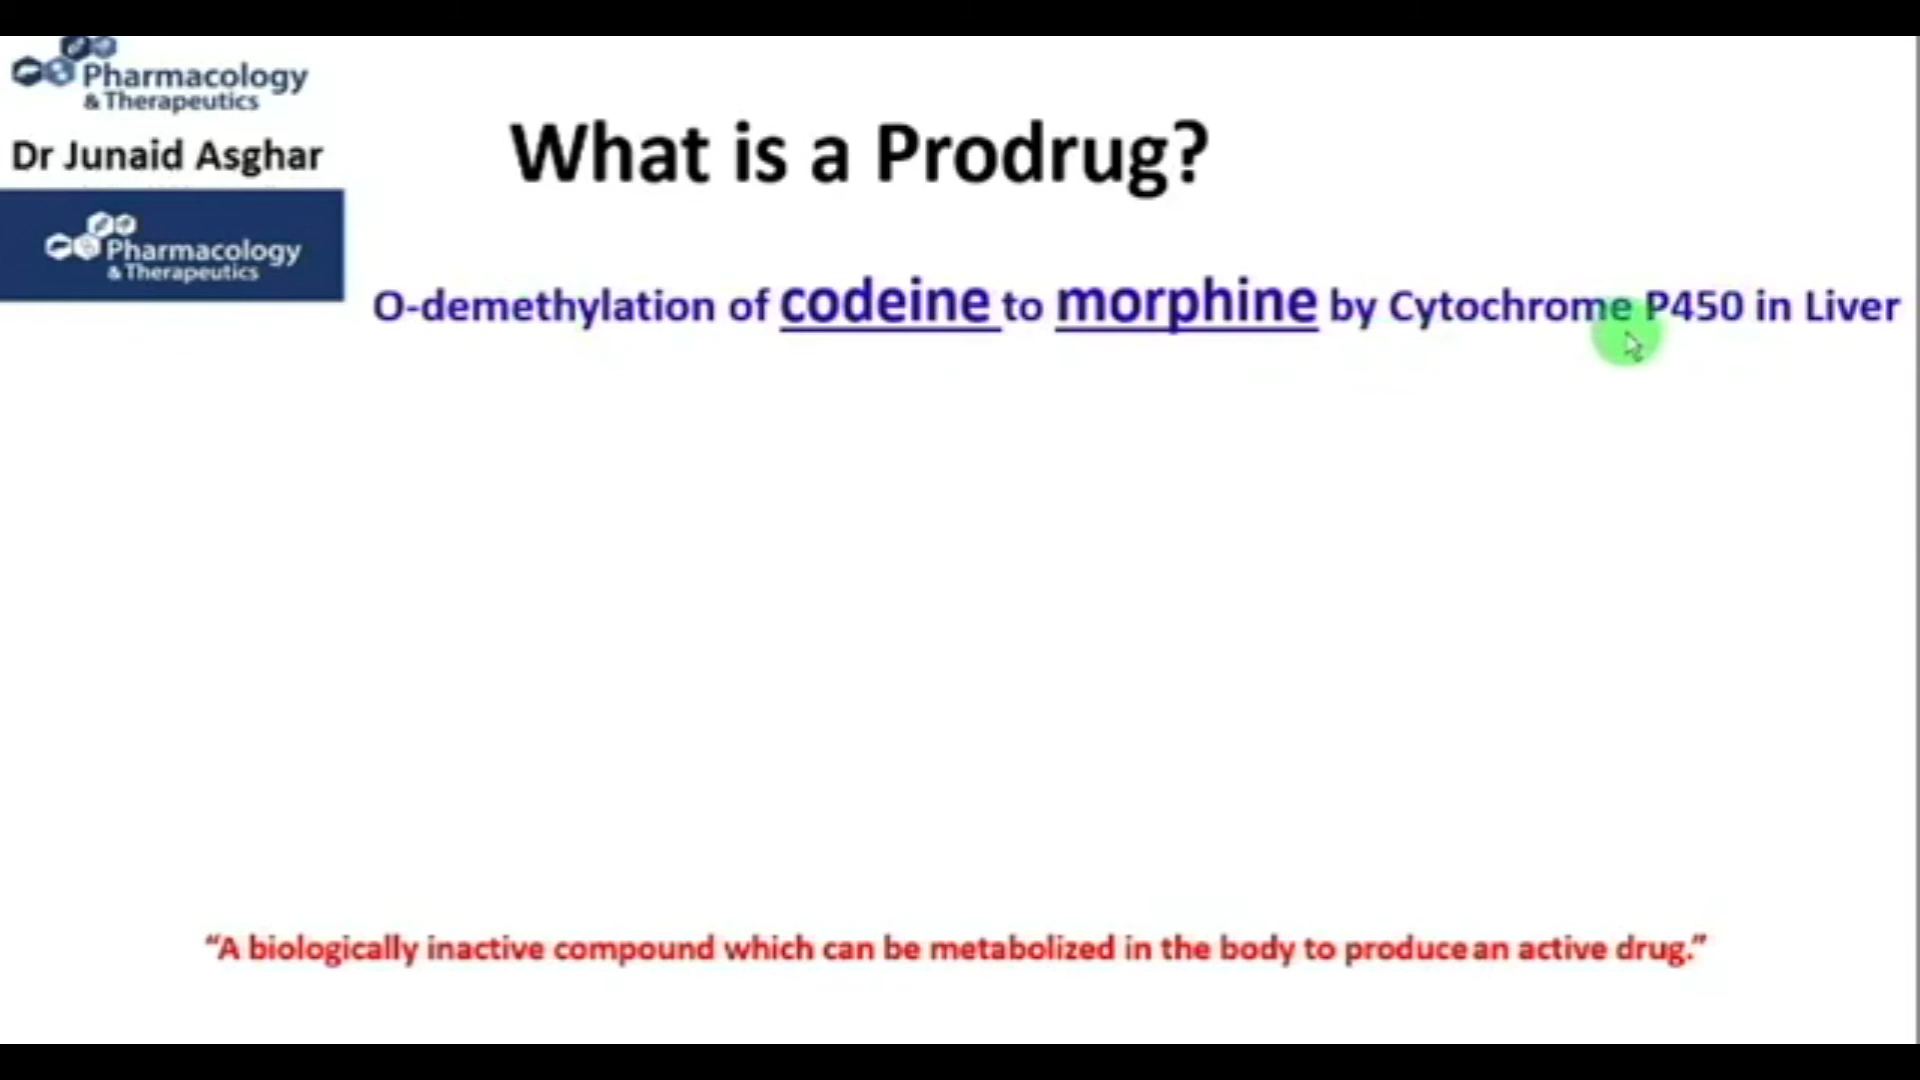 Pharmacology
& Therapeutics
Dr Junaid Asghar
Pharmacology
& Therapeutics
What is a Prodrug?
O-demethylation of codeine to morphine by Cytochrome P450 in Liver
“A biologically inactive compound which can be metabolized in the body to produce an active drug.”